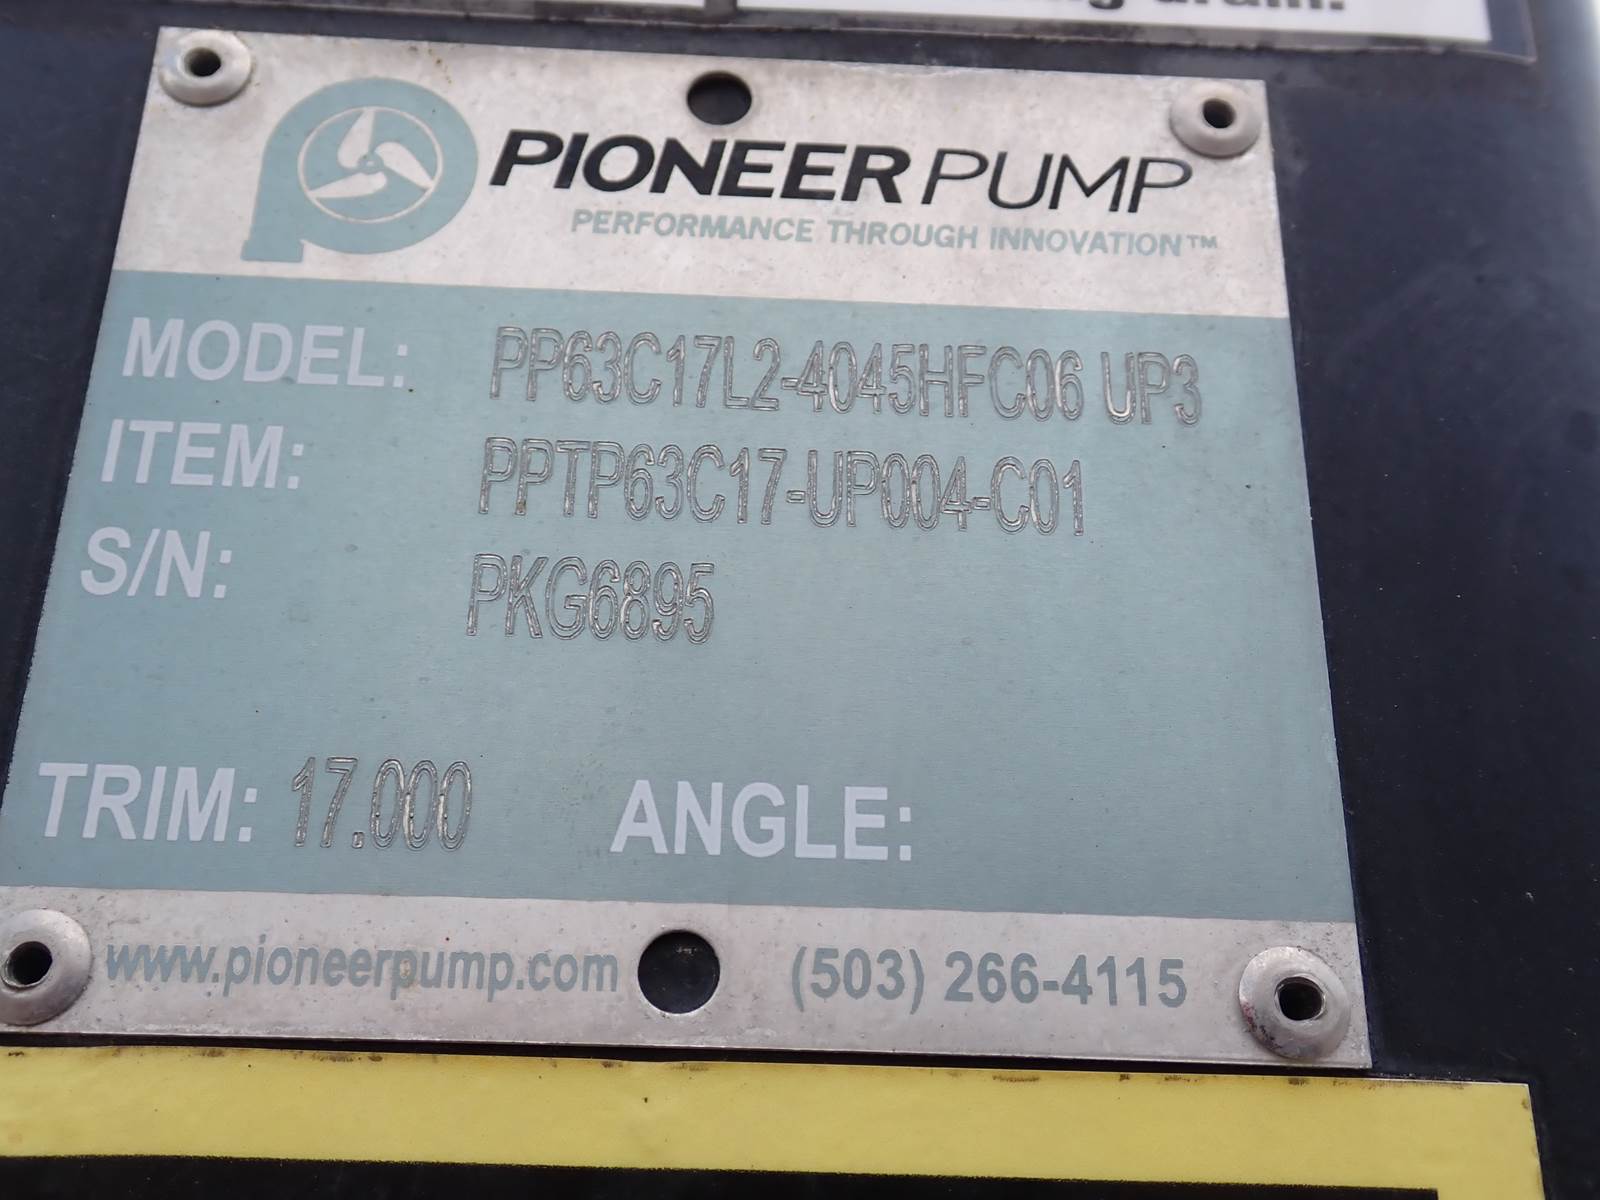 drain.
PIONEER PUMP
PERFORMANCE THROUGH INNOVATION™
MODEL: PP63C17L2-4045HFC06 UP3
ITEM: PPTP63C17-UP004-C01
S/N: PKG6895
TRIM: 17.000 ANGLE:
www.pioneerpump.com (503) 266-4115